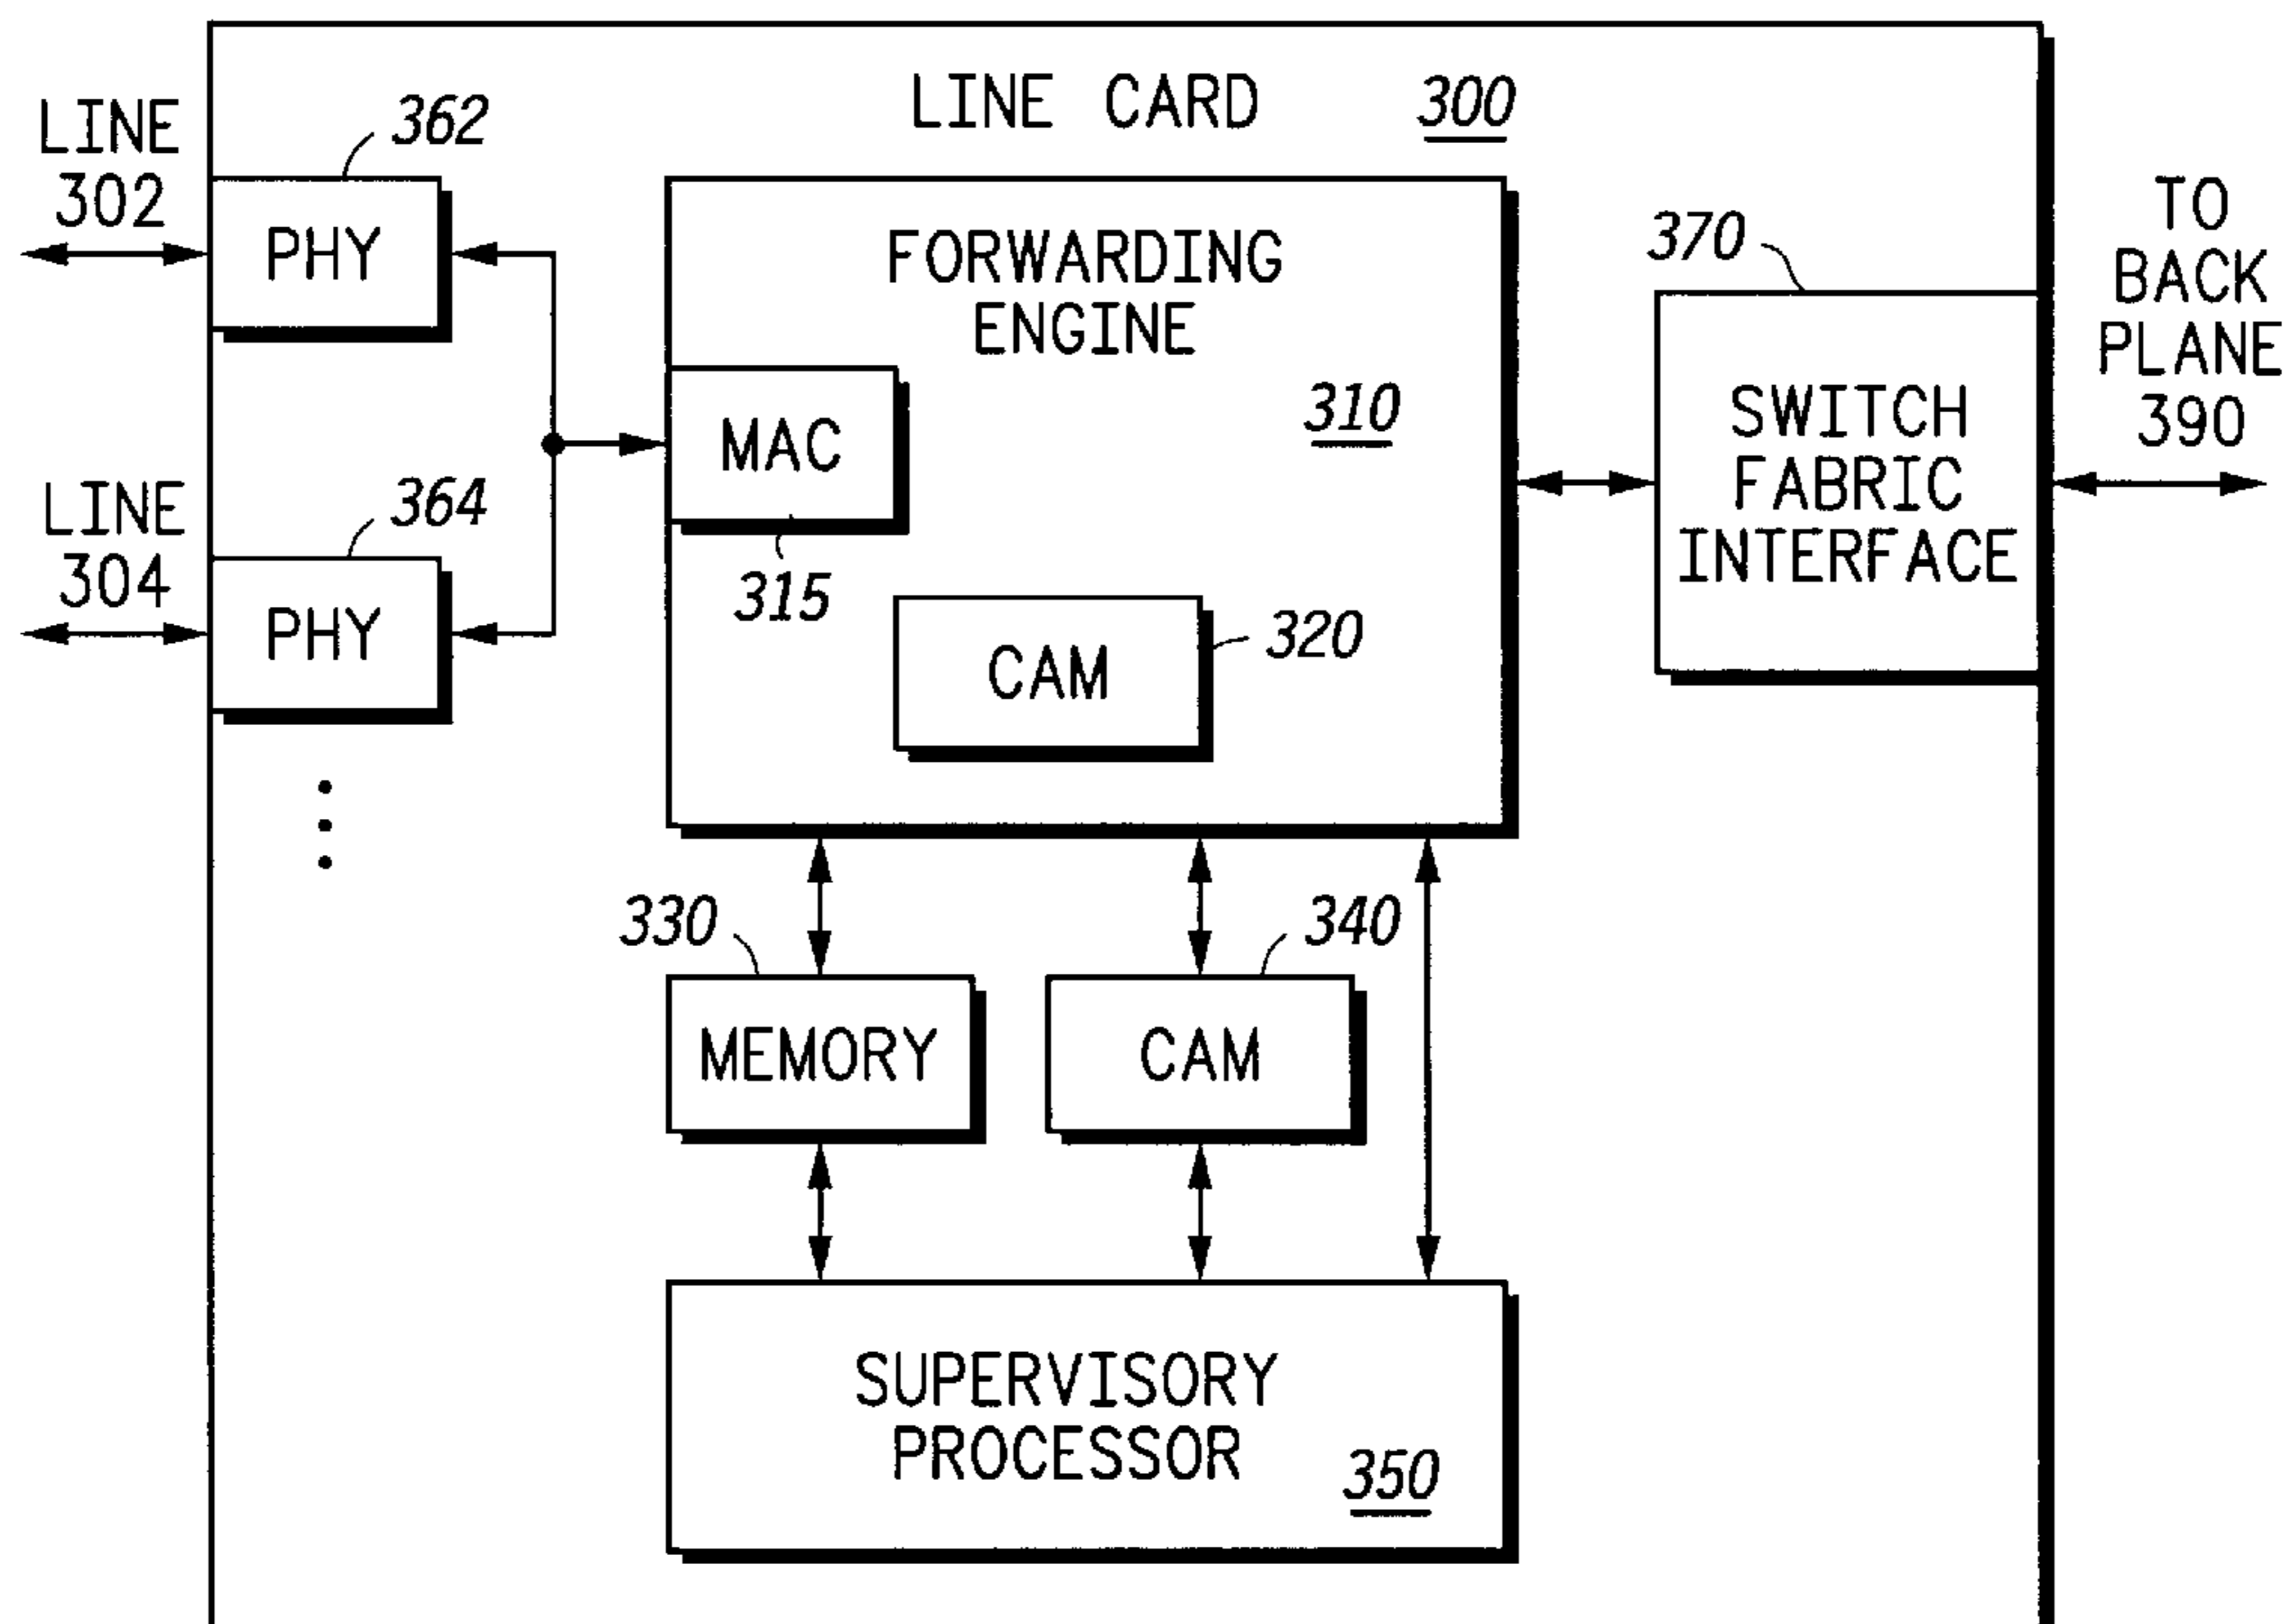 LINE CARD 300
LINE
302
362
PHY
LINE
304
364
PHY
FORWARDING
ENGINE
310
MAC
315
CAM
320
370
SWITCH
FABRIC
INTERFACE
TO
BACK
PLANE
390
330
MEMORY
340
CAM
SUPERVISORY
PROCESSOR
350